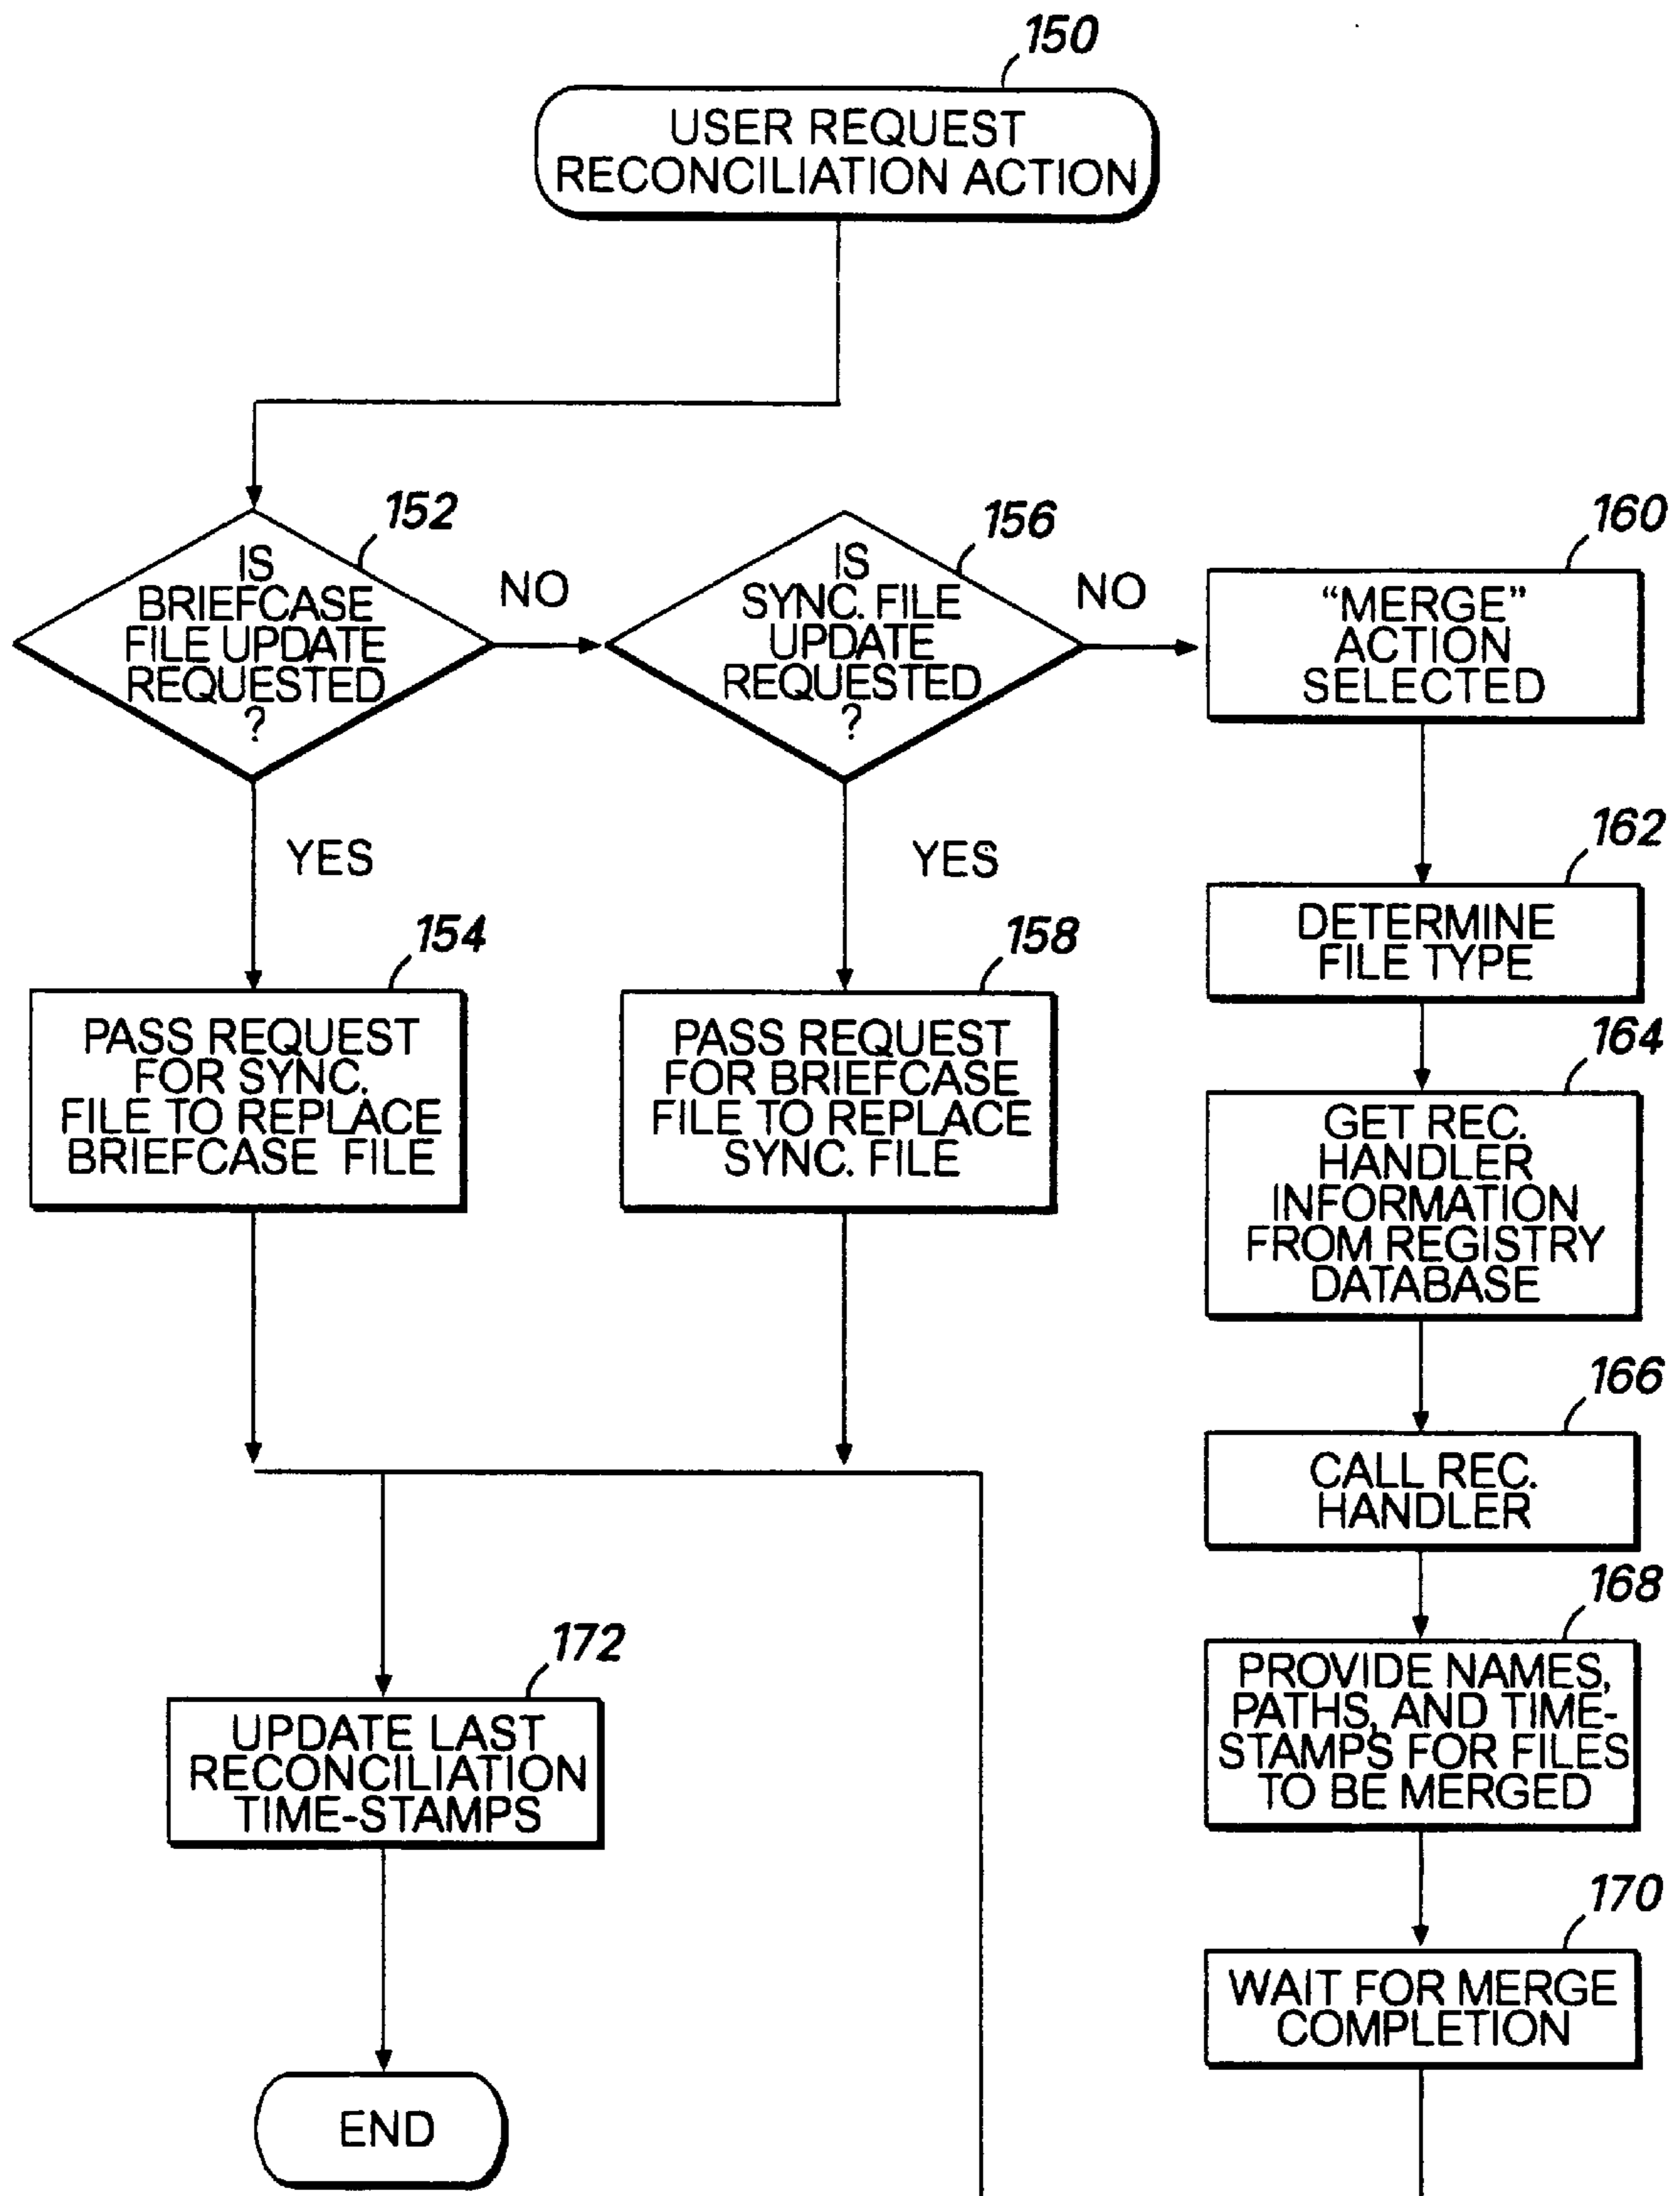 150
USER REQUEST
RECONCILIATION ACTION
152
IS
BRIEFCASE
FILE UPDATE
REQUESTED
?
NO
YES
156
IS
SYNC. FILE
UPDATE
REQUESTED
?
NO
YES
160
“MERGE”
ACTION
SELECTED
162
DETERMINE
FILE TYPE
154
PASS REQUEST
FOR SYNC.
FILE TO REPLACE
BRIEFCASE FILE
158
PASS REQUEST
FOR BRIEFCASE
FILE TO REPLACE
SYNC. FILE
164
GET REC.
HANDLER
INFORMATION
FROM REGISTRY
DATABASE
166
CALL REC.
HANDLER
168
PROVIDE NAMES,
PATHS, AND TIME-
STAMPS FOR FILES
TO BE MERGED
170
WAIT FOR MERGE
COMPLETION
172
UPDATE LAST
RECONCILIATION
TIME-STAMPS
END